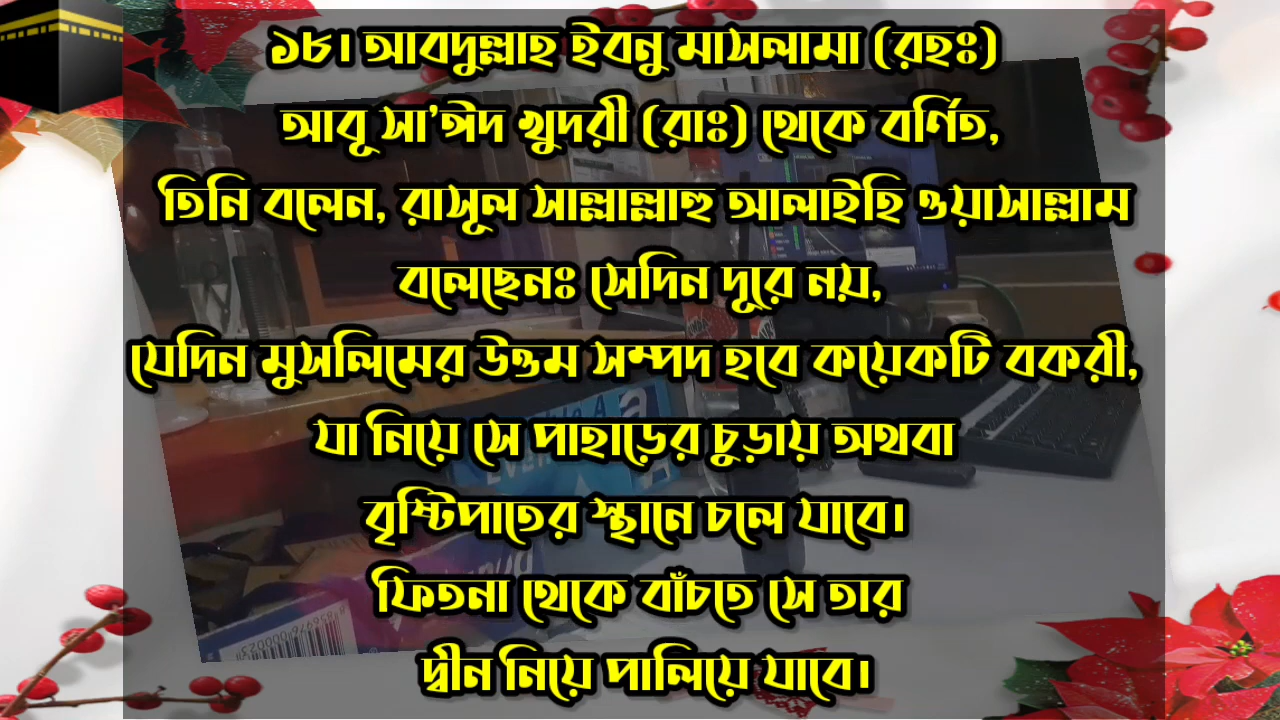 ১৮। আবদুল্লাহ ইবনু মাসলামা (রহঃ)
আবূ সা'ঈদ খুদরী (রাঃ) থেকে বর্ণিত,
তিনি বলেন, রাসূল সাল্লাল্লাহু আলাইহি ওয়াসাল্লাম
বলেছেনঃ সেদিন দূরে নয়,
যেদিন মুসলিমের উত্তম সম্পদ হবে কয়েকটি বকরী,
যা নিয়ে সে পাহাড়ের চুড়ায় অথবা
বৃষ্টিপাতের স্থানে চলে যাবে।
ফিতনা থেকে বাঁচতে সে তার
দ্বীন নিয়ে পালিয়ে যাবে।